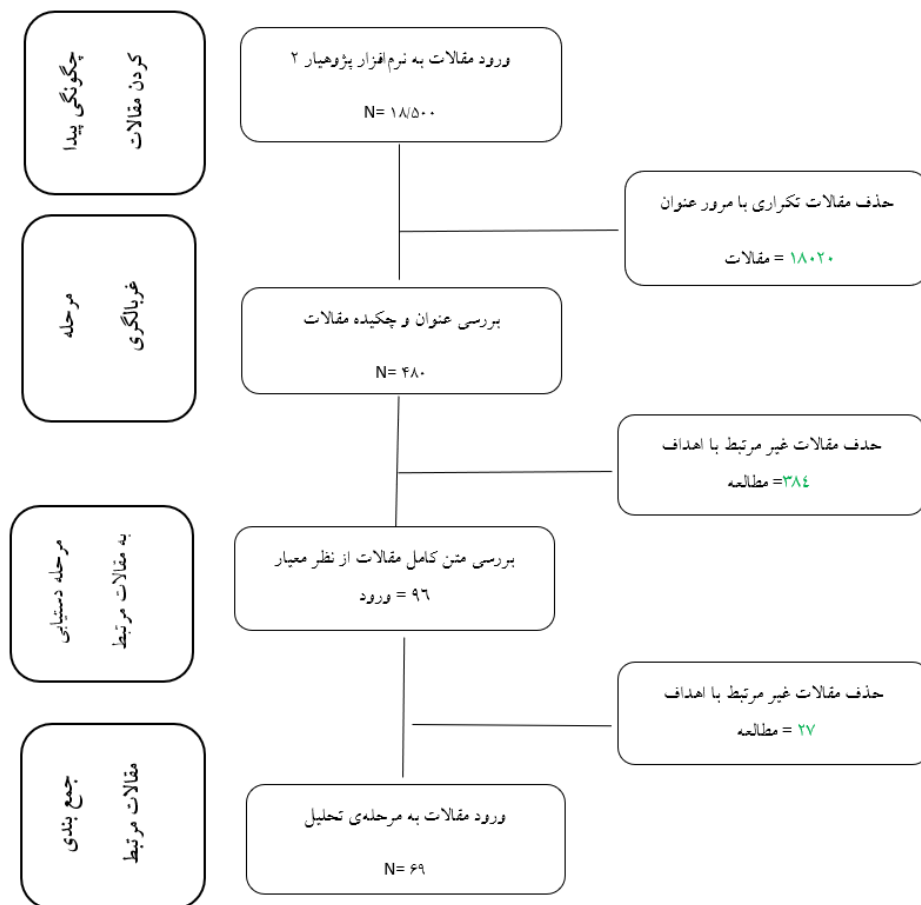 چگونگی پیدا
کردن مقالات
ورود مقالات به نرم‌افزار پژوهیار ۲
N= ۱۸/۵۰۰
حذف مقالات تکراری با مرور عنوان
۱۸۰۲۰ = مقالات
مرحله
غربالگری
بررسی عنوان و چکیده مقالات
N= ۴۸۰
حدف مقالات غیر مرتبط با اهداف
۳۸٤= مطالعه
مرحله دستیابی
به مقالات مرتبط
بررسی متن کامل مقالات از نظر معیار
ورود = ۹۶
حذف مقالات غیر مرتبط با اهداف
۲۷ = مطالعه
جمع بندی
مقالات مرتبط
ورود مقالات به مرحله‌ی تحلیل
N= ۶۹